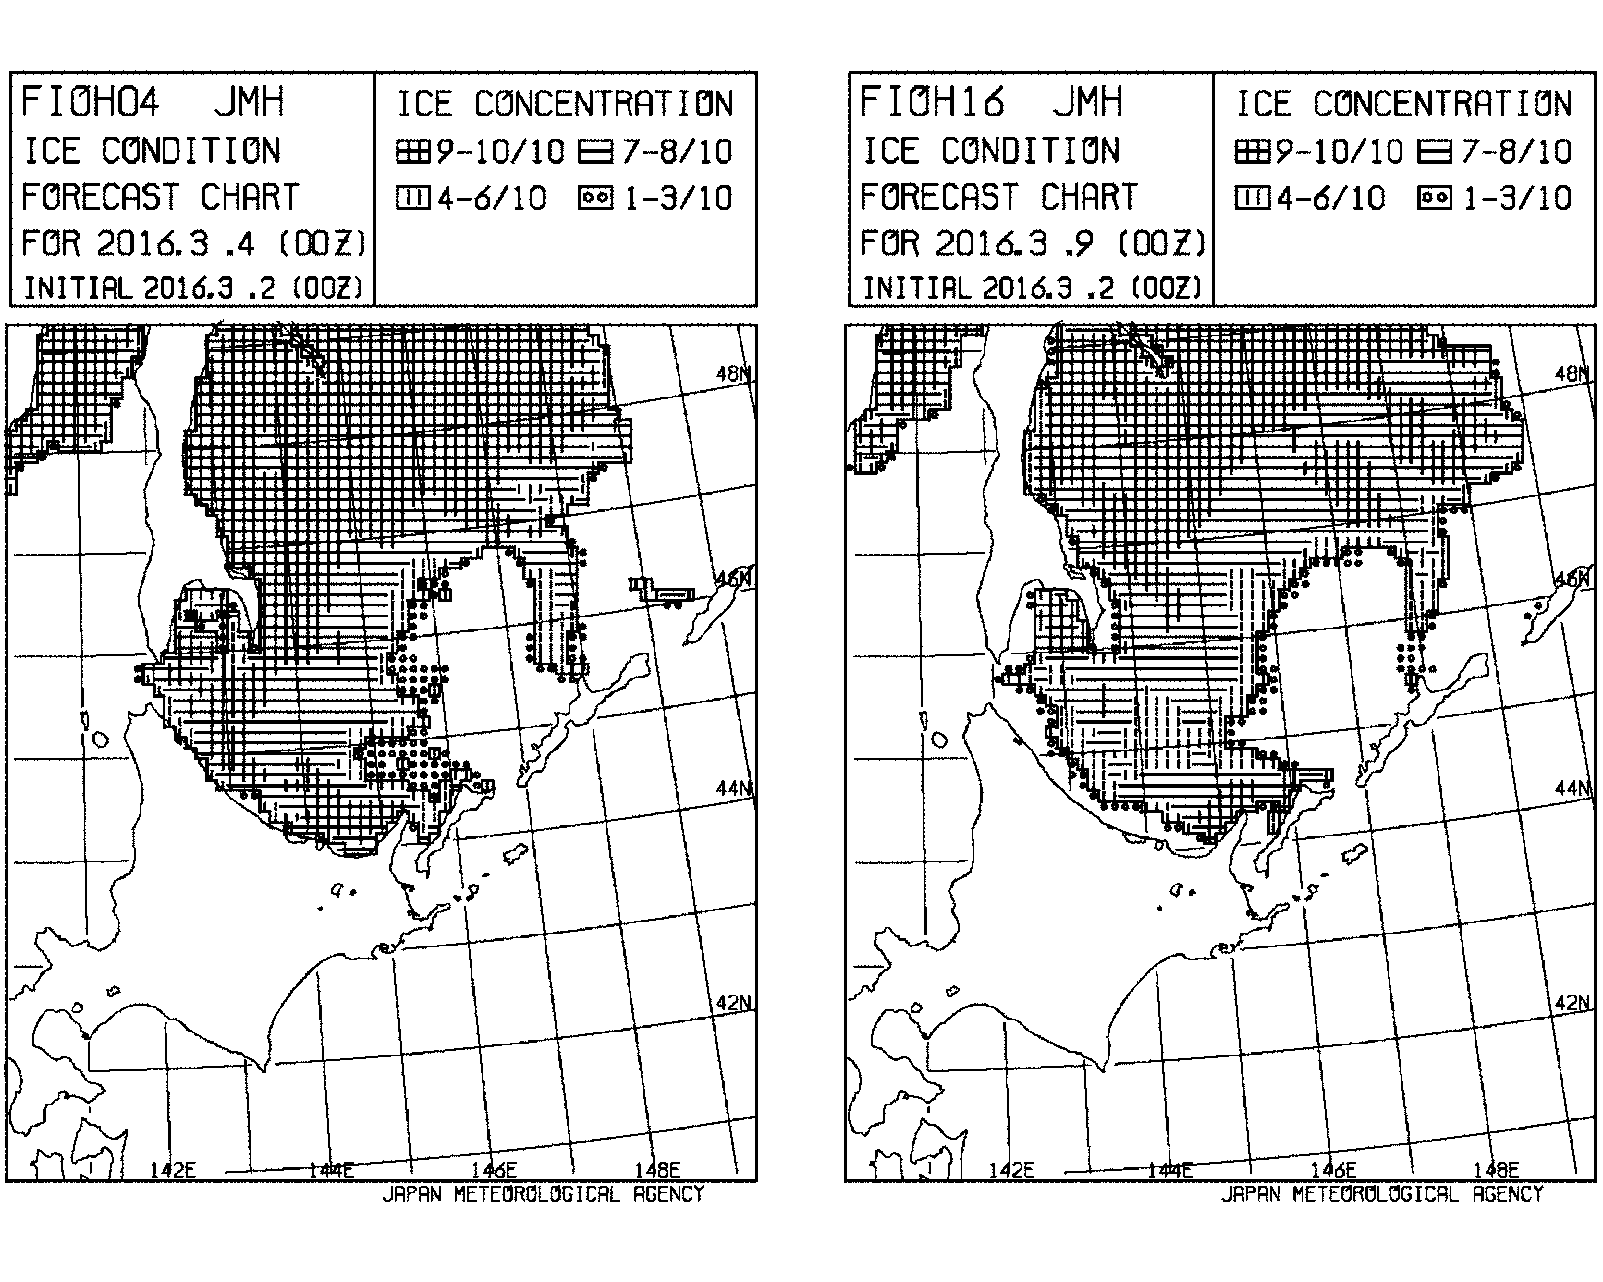 FIOH04 JMH
ICE CONDITION
FORECAST CHART
FOR 2016.3 .4 (00Z)
INITIAL 2016.3 .2 (00Z)
ICE CONCENTRATION
9-10/10 7-8/10
4-6/10 1-3/10
48N
46N
44N
42N
142E 144E 146E 148E
JAPAN METEOROLOGICAL AGENCY
FIOH16 JMH
ICE CONDITION
FORECAST CHART
FOR 2016.3 .9 (00Z)
INITIAL 2016.3 .2 (00Z)
ICE CONCENTRATION
9-10/10 7-8/10
4-6/10 1-3/10
48N
46N
44N
42N
142E 144E 146E 148E
JAPAN METEOROLOGICAL AGENCY